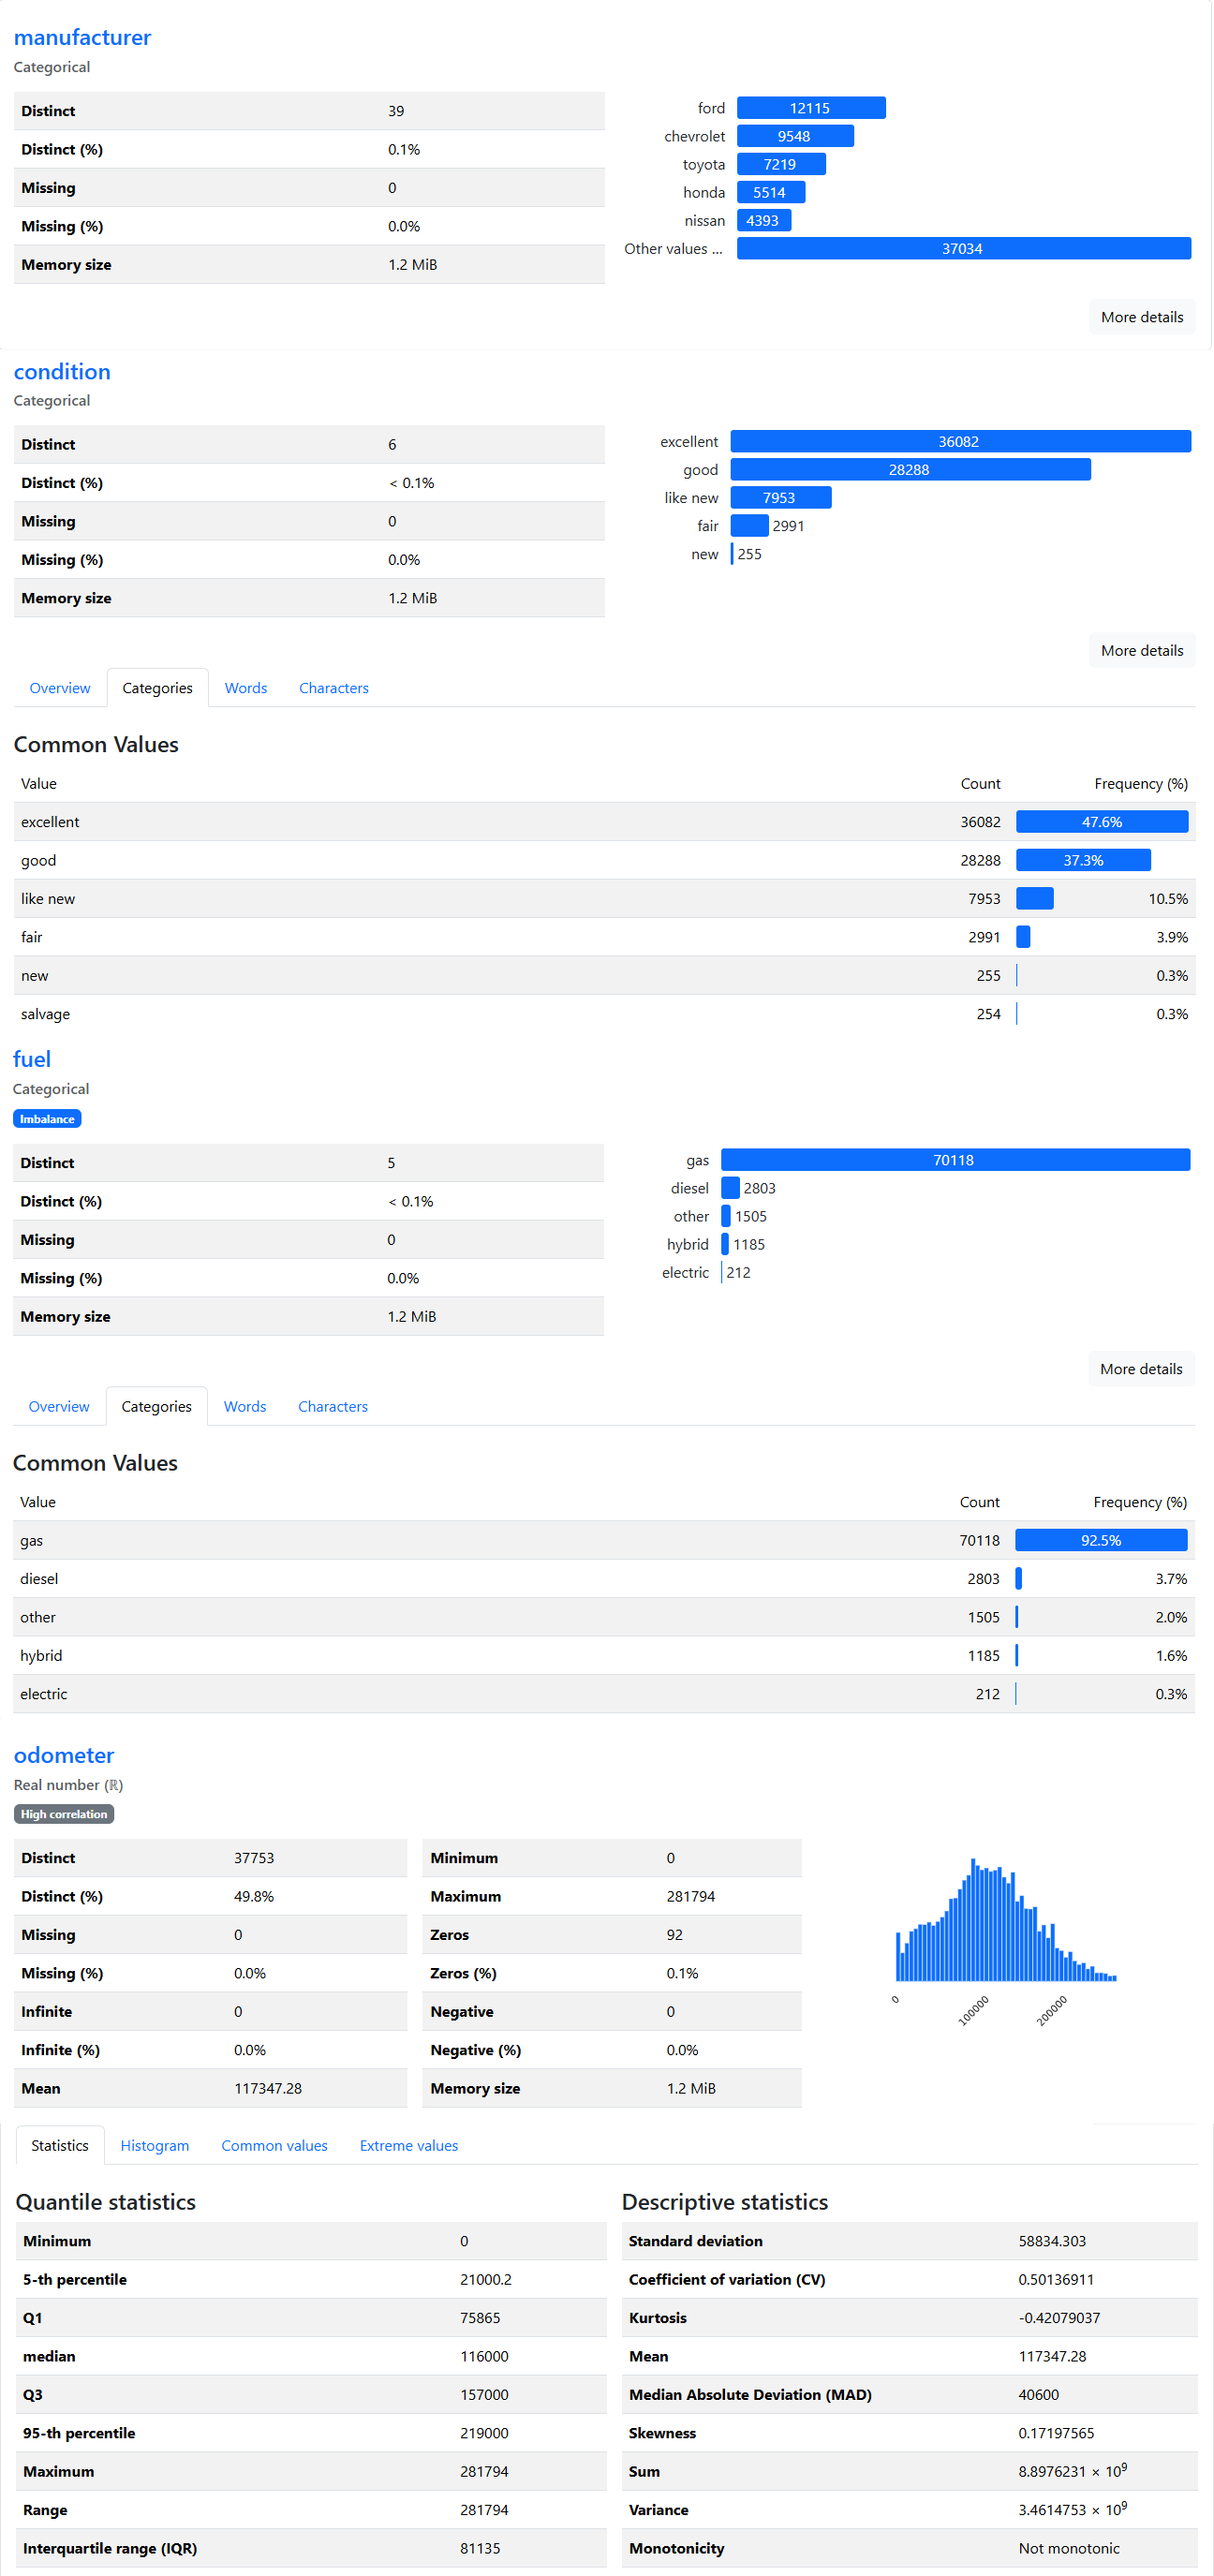 manufacturer
Categorical
Distinct 39
Distinct (%) 0.1%
Missing 0
Missing (%) 0.0%
Memory size 1.2 MiB
ford 12115
chevrolet 9548
toyota 7219
honda 5514
nissan 4393
Other values ... 37034
More details
condition
Categorical
Distinct 6
Distinct (%) < 0.1%
Missing 0
Missing (%) 0.0%
Memory size 1.2 MiB
excellent 36082
good 28288
like new 7953
fair 2991
new 255
More details
Overview Categories Words Characters
Common Values
Value Count Frequency (%)
excellent 36082 47.6%
good 28288 37.3%
like new 7953 10.5%
fair 2991 3.9%
new 255 0.3%
salvage 254 0.3%
fuel
Categorical
Imbalance
Distinct 5
Distinct (%) < 0.1%
Missing 0
Missing (%) 0.0%
Memory size 1.2 MiB
gas 70118
diesel 2803
other 1505
hybrid 1185
electric 212
More details
Overview Categories Words Characters
Common Values
Value Count Frequency (%)
gas 70118 92.5%
diesel 2803 3.7%
other 1505 2.0%
hybrid 1185 1.6%
electric 212 0.3%
odometer
Real number (ℝ)
High correlation
Distinct 37753
Distinct (%) 49.8%
Missing 0
Missing (%) 0.0%
Infinite 0
Infinite (%) 0.0%
Mean 117347.28
Minimum 0
Maximum 281794
Zeros 92
Zeros (%) 0.1%
Negative 0
Negative (%) 0.0%
Memory size 1.2 MiB
0 100000 200000
Statistics Histogram Common values Extreme values
Quantile statistics
Minimum 0
5-th percentile 21000.2
Q1 75865
median 116000
Q3 157000
95-th percentile 219000
Maximum 281794
Range 281794
Interquartile range (IQR) 81135
Descriptive statistics
Standard deviation 58834.303
Coefficient of variation (CV) 0.50136911
Kurtosis -0.42079037
Mean 117347.28
Median Absolute Deviation (MAD) 40600
Skewness 0.17197565
Sum 8.8976231 × 10⁹
Variance 3.4614753 × 10⁹
Monotonicity Not monotonic